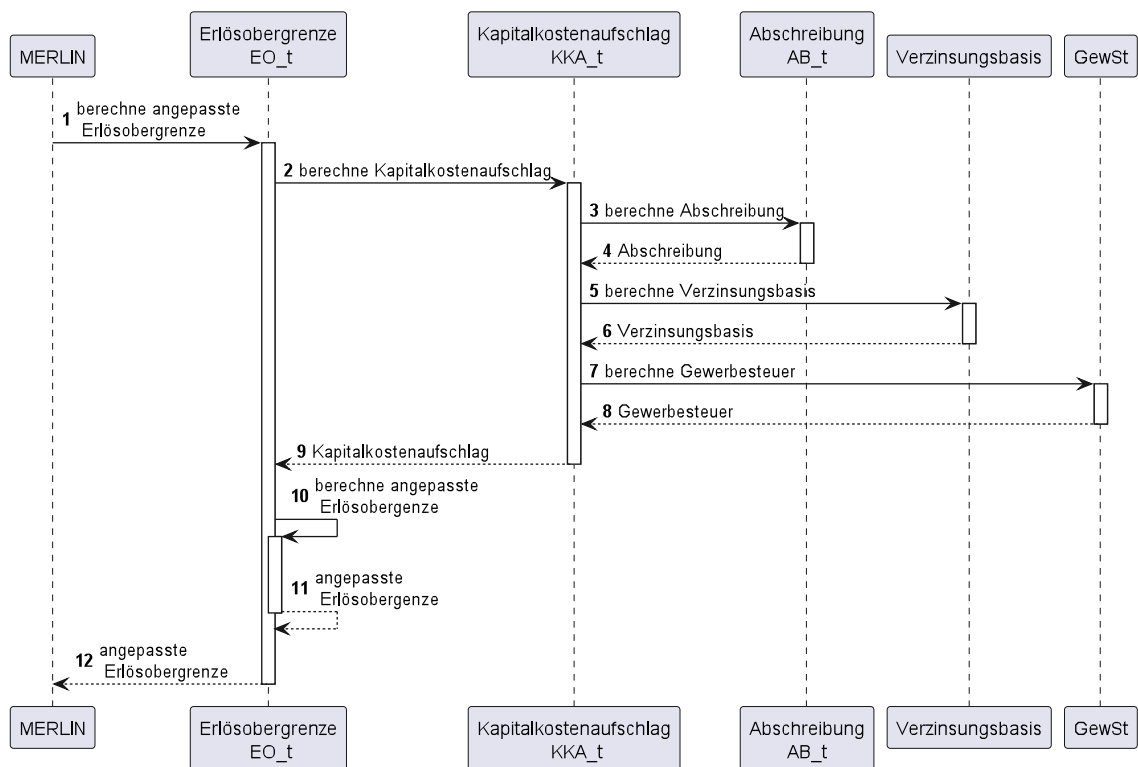 MERLIN
Erlösobergrenze
EO_t
Kapitalkostenaufschlag
KKA_t
Abschreibung
AB_t
Verzinsungsbasis
GewSt
1 berechne angepasste
Erlösobergrenze
2 berechne Kapitalkostenaufschlag
3 berechne Abschreibung
4 Abschreibung
5 berechne Verzinsungsbasis
6 Verzinsungsbasis
7 berechne Gewerbesteuer
8 Gewerbesteuer
9 Kapitalkostenaufschlag
10 berechne angepasste
Erlösobergenze
11 angepasste
Erlösobergenze
12 angepasste
Erlösobergrenze
MERLIN
Erlösobergrenze
EO_t
Kapitalkostenaufschlag
KKA_t
Abschreibung
AB_t
Verzinsungsbasis
GewSt